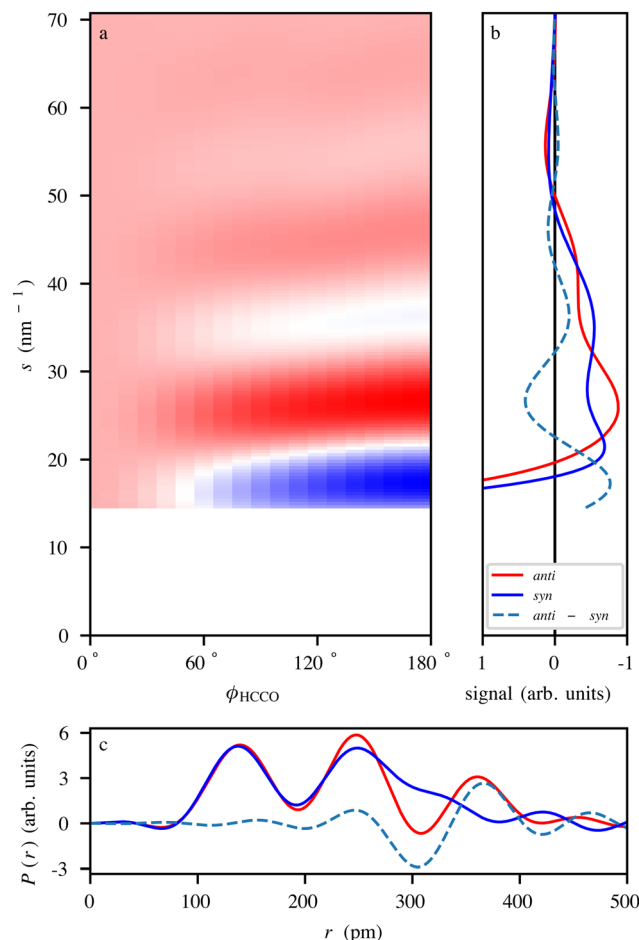 a
70
60
50
40
30
20
10
0
s (nm − 1)
0 °
60 °
120 °
180 °
ϕHCCO
b
anti
syn
anti − syn
1
0
-1
signal (arb. units)
c
6
3
0
-3
P(r) (arb. units)
0
100
200
300
400
500
r (pm)